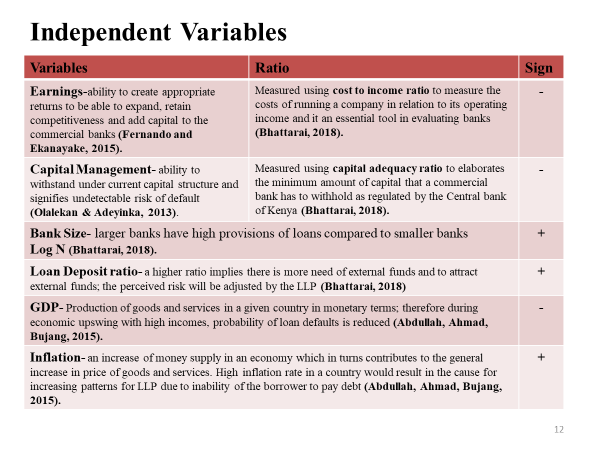 Independent Variables
Variables
Ratio
Sign
Earnings-ability to create appropriate
returns to be able to expand, retain
competitiveness and add capital to the
commercial banks (Fernando and
Ekanayake, 2015).
Measured using cost to income ratio to measure the
costs of running a company in relation to its operating
income and it an essential tool in evaluating banks
(Bhattarai, 2018).
-
Capital Management- ability to
withstand under current capital structure and
signifies undetectable risk of default
(Olalekan & Adeyinka, 2013).
Measured using capital adequacy ratio to elaborates
the minimum amount of capital that a commercial
bank has to withhold as regulated by the Central bank
of Kenya (Bhattarai, 2018).
-
Bank Size- larger banks have high provisions of loans compared to smaller banks
Log N (Bhattarai, 2018).
+
Loan Deposit ratio- a higher ratio implies there is more need of external funds and to attract
external funds; the perceived risk will be adjusted by the LLP (Bhattarai, 2018)
+
GDP- Production of goods and services in a given country in monetary terms; therefore during
economic upswing with high incomes, probability of loan defaults is reduced (Abdullah, Ahmad,
Bujang, 2015).
-
Inflation- an increase of money supply in an economy which in turns contributes to the general
increase in price of goods and services. High inflation rate in a country would result in the cause for
increasing patterns for LLP due to inability of the borrower to pay debt (Abdullah, Ahmad, Bujang,
2015).
+
12